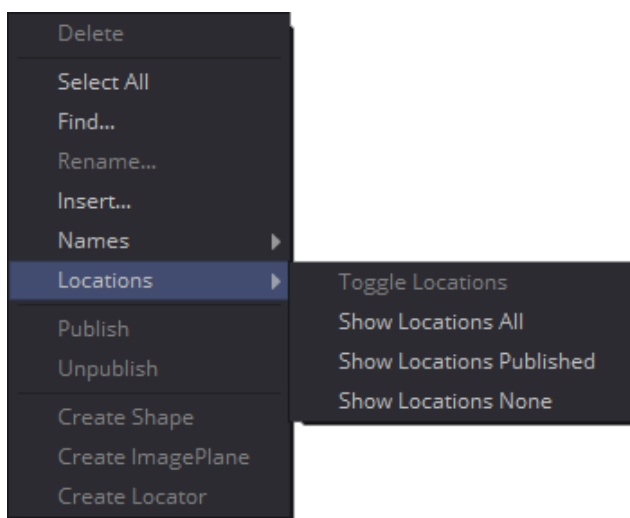 Delete
Select All
Find...
Rename...
Insert...
Names
Locations
Publish
Unpublish
Create Shape
Create ImagePlane
Create Locator
Toggle Locations
Show Locations All
Show Locations Published
Show Locations None